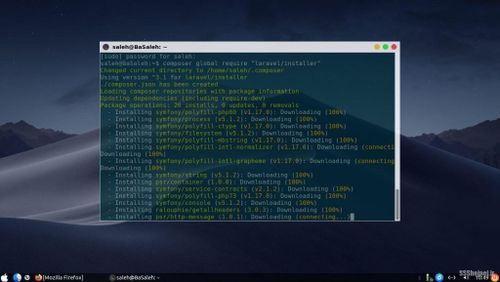 saleh@BaSaleh: ~
[sudo] password for saleh:
saleh@BaSaleh:~$ composer global require "laravel/installer"
Changed current directory to /home/saleh/.composer
Using version ^3.1 for laravel/installer
./composer.json has been created
Loading composer repositories with package information
Updating dependencies (including require-dev)
Package operations: 20 installs, 0 updates, 0 removals
- Installing symfony/polyfill-php80 (v1.17.0): Downloading (100%)
- Installing symfony/process (v5.1.2): Downloading (100%)
- Installing symfony/polyfill-ctype (v1.17.0): Downloading (100%)
- Installing symfony/filesystem (v5.1.2): Downloading (100%)
- Installing symfony/polyfill-mbstring (v1.17.0): Downloading (100%)
- Installing symfony/polyfill-intl-normalizer (v1.17.0): Downloading (connecti
Downloading (100%)
- Installing symfony/polyfill-intl-grapheme (v1.17.0): Downloading (connecting
Downloading (100%)
- Installing symfony/string (v5.1.2): Downloading (100%)
- Installing psr/container (1.0.0): Downloading (100%)
- Installing symfony/service-contracts (v2.1.2): Downloading (100%)
- Installing symfony/polyfill-php73 (v1.17.0): Downloading (100%)
- Installing symfony/console (v5.1.2): Downloading (100%)
- Installing ralouphie/getallheaders (3.0.3): Downloading (100%)
- Installing psr/http-message (1.0.1): Downloading (connecting...)
[Mozilla Firefox]
saleh@BaSaleh: ~